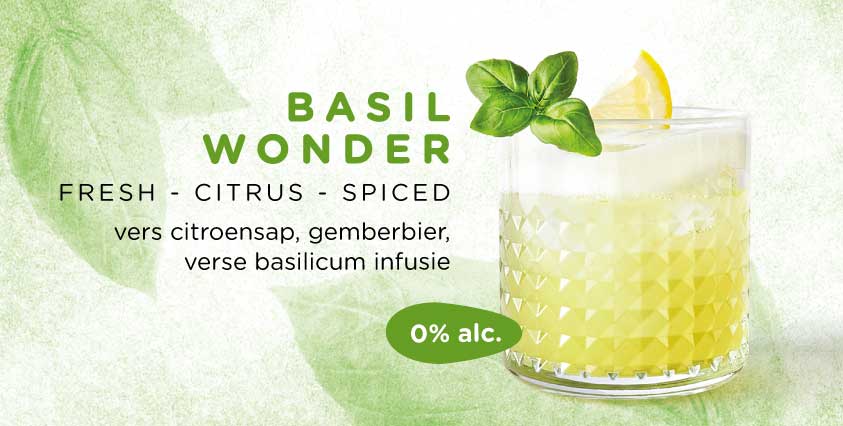 BASIL
WONDER
FRESH - CITRUS - SPICED
vers citroensap, gemberbier,
verse basilicum infusie
0% alc.